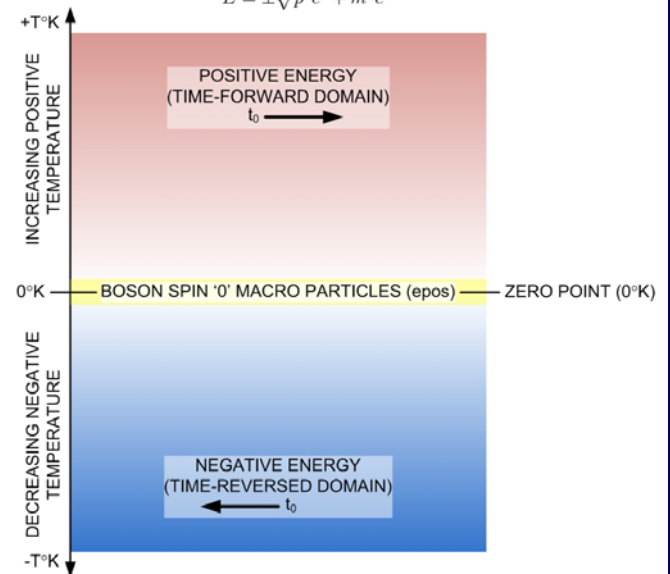 +T°K
INCREASING POSITIVE
TEMPERATURE
POSITIVE ENERGY
(TIME-FORWARD DOMAIN)
t₀
0°K
BOSON SPIN ‘0’ MACRO PARTICLES (epos)
ZERO POINT (0°K)
DECREASING NEGATIVE
TEMPERATURE
NEGATIVE ENERGY
(TIME-REVERSED DOMAIN)
t₀
-T°K